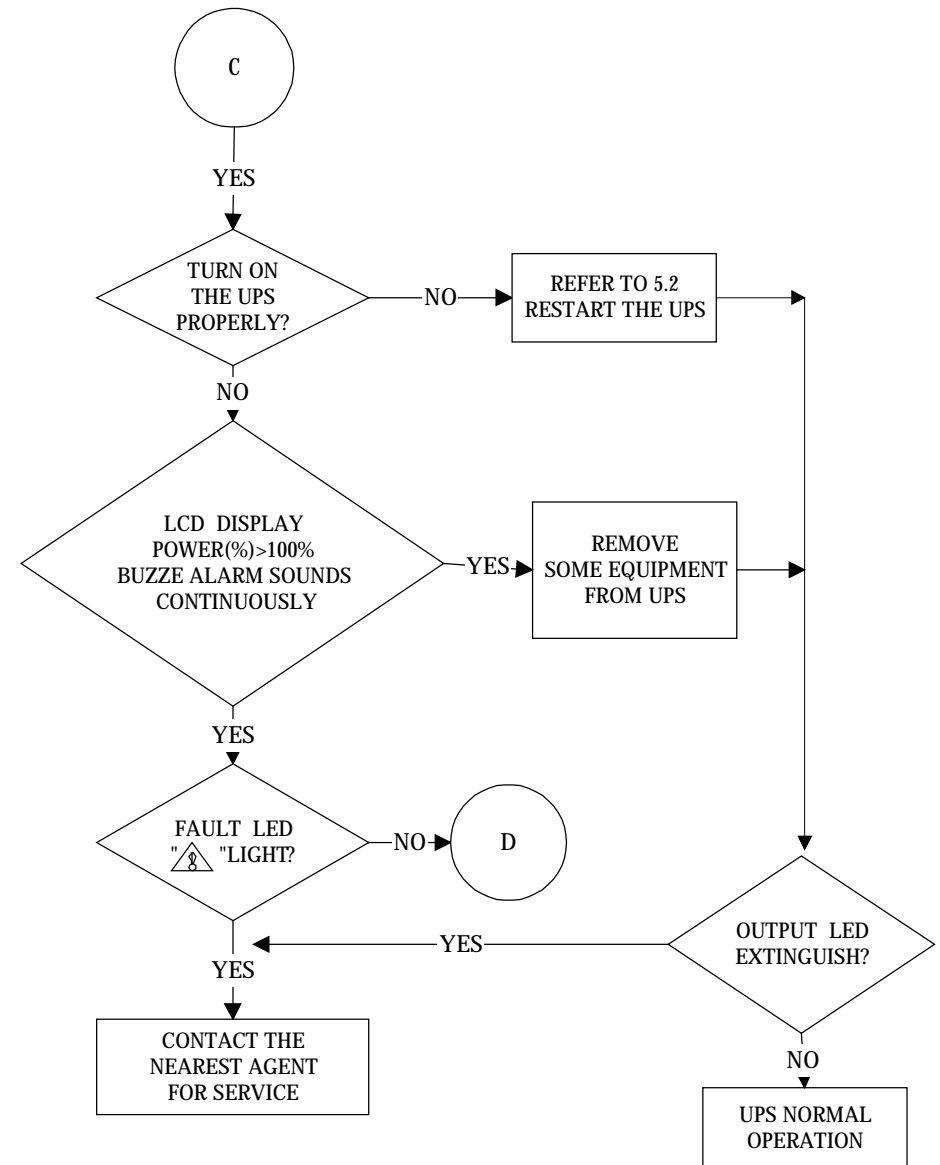 C
YES
TURN ON
THE UPS
PROPERLY?
NO
REFER TO 5.2
RESTART THE UPS
NO
LCD DISPLAY
POWER(%)>100%
BUZZE ALARM SOUNDS
CONTINUOUSLY
YES
REMOVE
SOME EQUIPMENT
FROM UPS
YES
FAULT LED
" ! "LIGHT?
NO
D
OUTPUT LED
EXTINGUISH?
YES
YES
CONTACT THE
NEAREST AGENT
FOR SERVICE
NO
UPS NORMAL
OPERATION